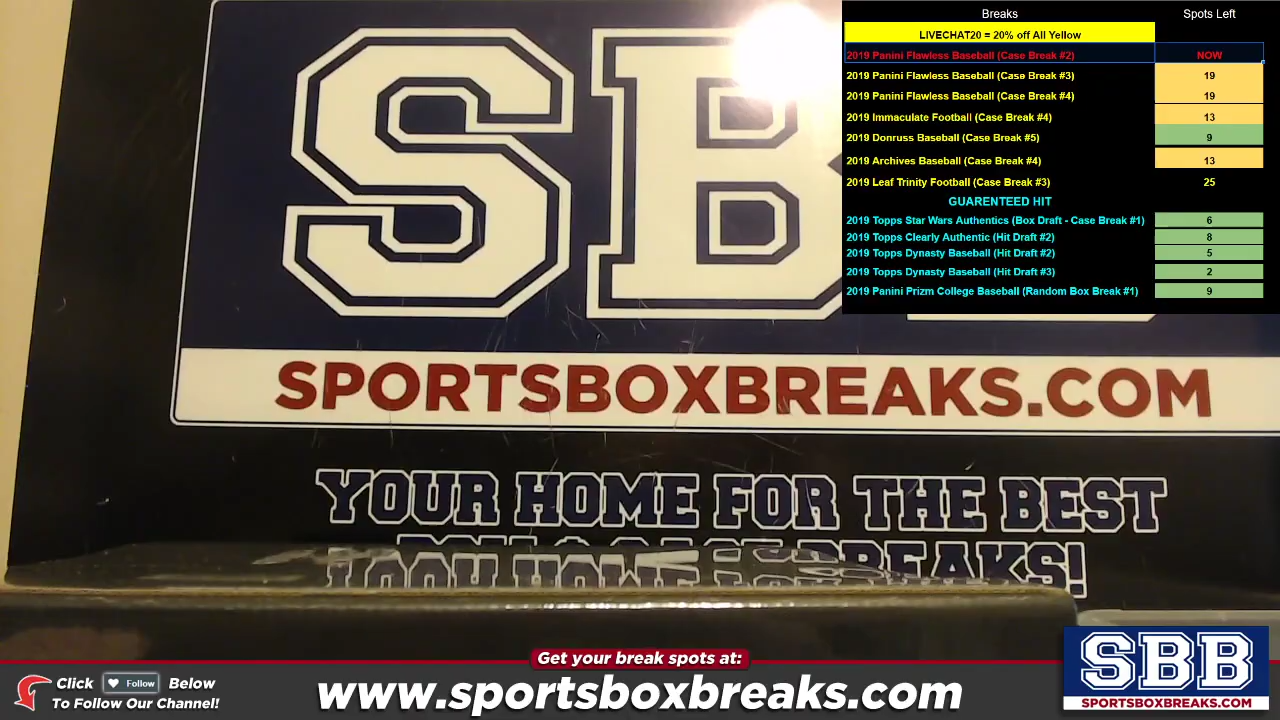 Breaks Spots Left
LIVECHAT20 = 20% off All Yellow
2019 Panini Flawless Baseball (Case Break #2) NOW
2019 Panini Flawless Baseball (Case Break #3) 19
2019 Panini Flawless Baseball (Case Break #4) 19
2019 Immaculate Football (Case Break #4) 13
2019 Donruss Baseball (Case Break #5) 9
2019 Archives Baseball (Case Break #4) 13
2019 Leaf Trinity Football (Case Break #3) 25
GUARENTEED HIT
2019 Topps Star Wars Authentics (Box Draft - Case Break #1) 6
2019 Topps Clearly Authentic (Hit Draft #2) 8
2019 Topps Dynasty Baseball (Hit Draft #2) 5
2019 Topps Dynasty Baseball (Hit Draft #3) 2
2019 Panini Prizm College Baseball (Random Box Break #1) 9
SB
SPORTSBOXBREAKS.COM
YOUR HOME FOR THE BEST
BREAKS!
Get your break spots at:
Click Follow Below
To Follow Our Channel!
www.sportsboxbreaks.com
SBB
SPORTSBOXBREAKS.COM